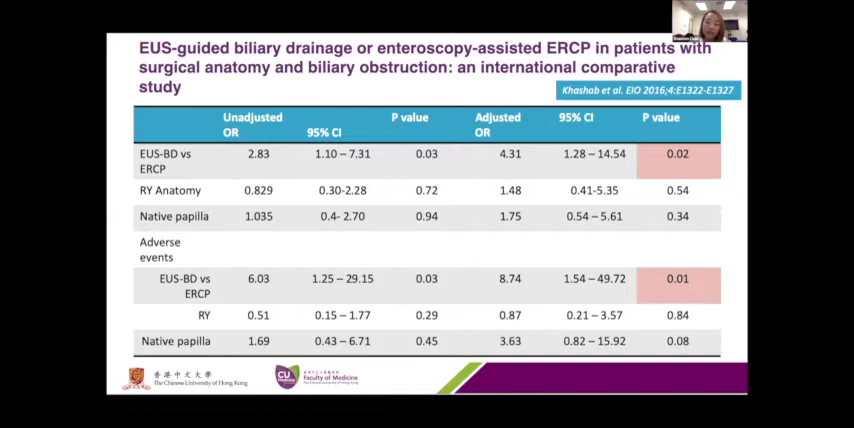 EUS-guided biliary drainage or enteroscopy-assisted ERCP in patients with
surgical anatomy and biliary obstruction: an international comparative
study
Khashab et al. EIO 2016;4:E1322-E1327
Unadjusted OR 95% CI P value Adjusted OR 95% CI P value
EUS-BD vs ERCP 2.83 1.10 – 7.31 0.03 4.31 1.28 – 14.54 0.02
RY Anatomy 0.829 0.30-2.28 0.72 1.48 0.41-5.35 0.54
Native papilla 1.035 0.4- 2.70 0.94 1.75 0.54 – 5.61 0.34
Adverse events
EUS-BD vs ERCP 6.03 1.25 – 29.15 0.03 8.74 1.54 – 49.72 0.01
RY 0.51 0.15 – 1.77 0.29 0.87 0.21 – 3.57 0.84
Native papilla 1.69 0.43 – 6.71 0.45 3.63 0.82 – 15.92 0.08
香港中文大學
The Chinese University of Hong Kong
CU
Medicine
Faculty of Medicine
The Chinese University of Hong Kong